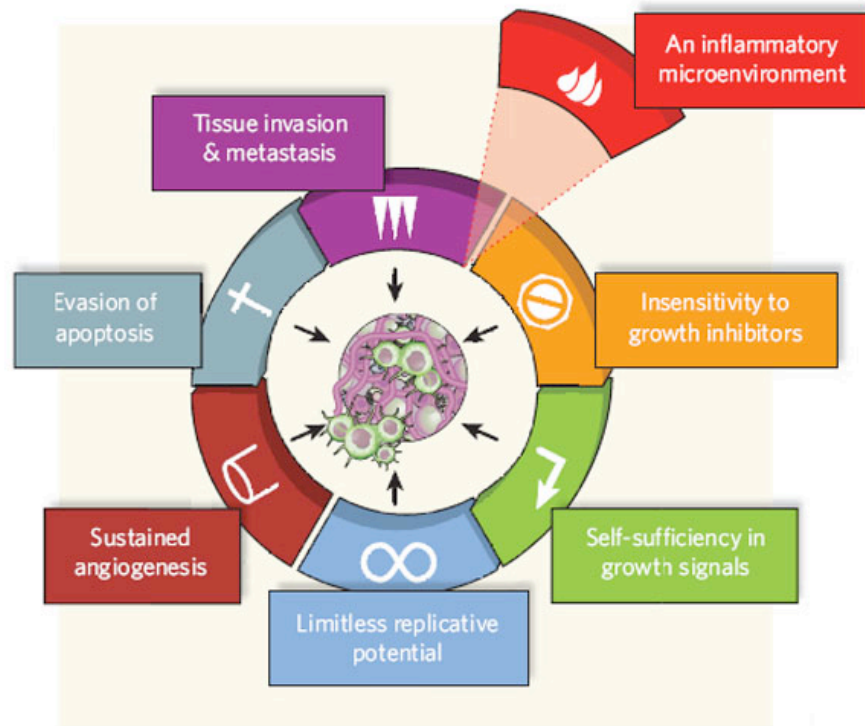 An inflammatory
microenvironment
Tissue invasion
& metastasis
Evasion of
apoptosis
Insensitivity to
growth inhibitors
Sustained
angiogenesis
Self-sufficiency in
growth signals
Limitless replicative
potential